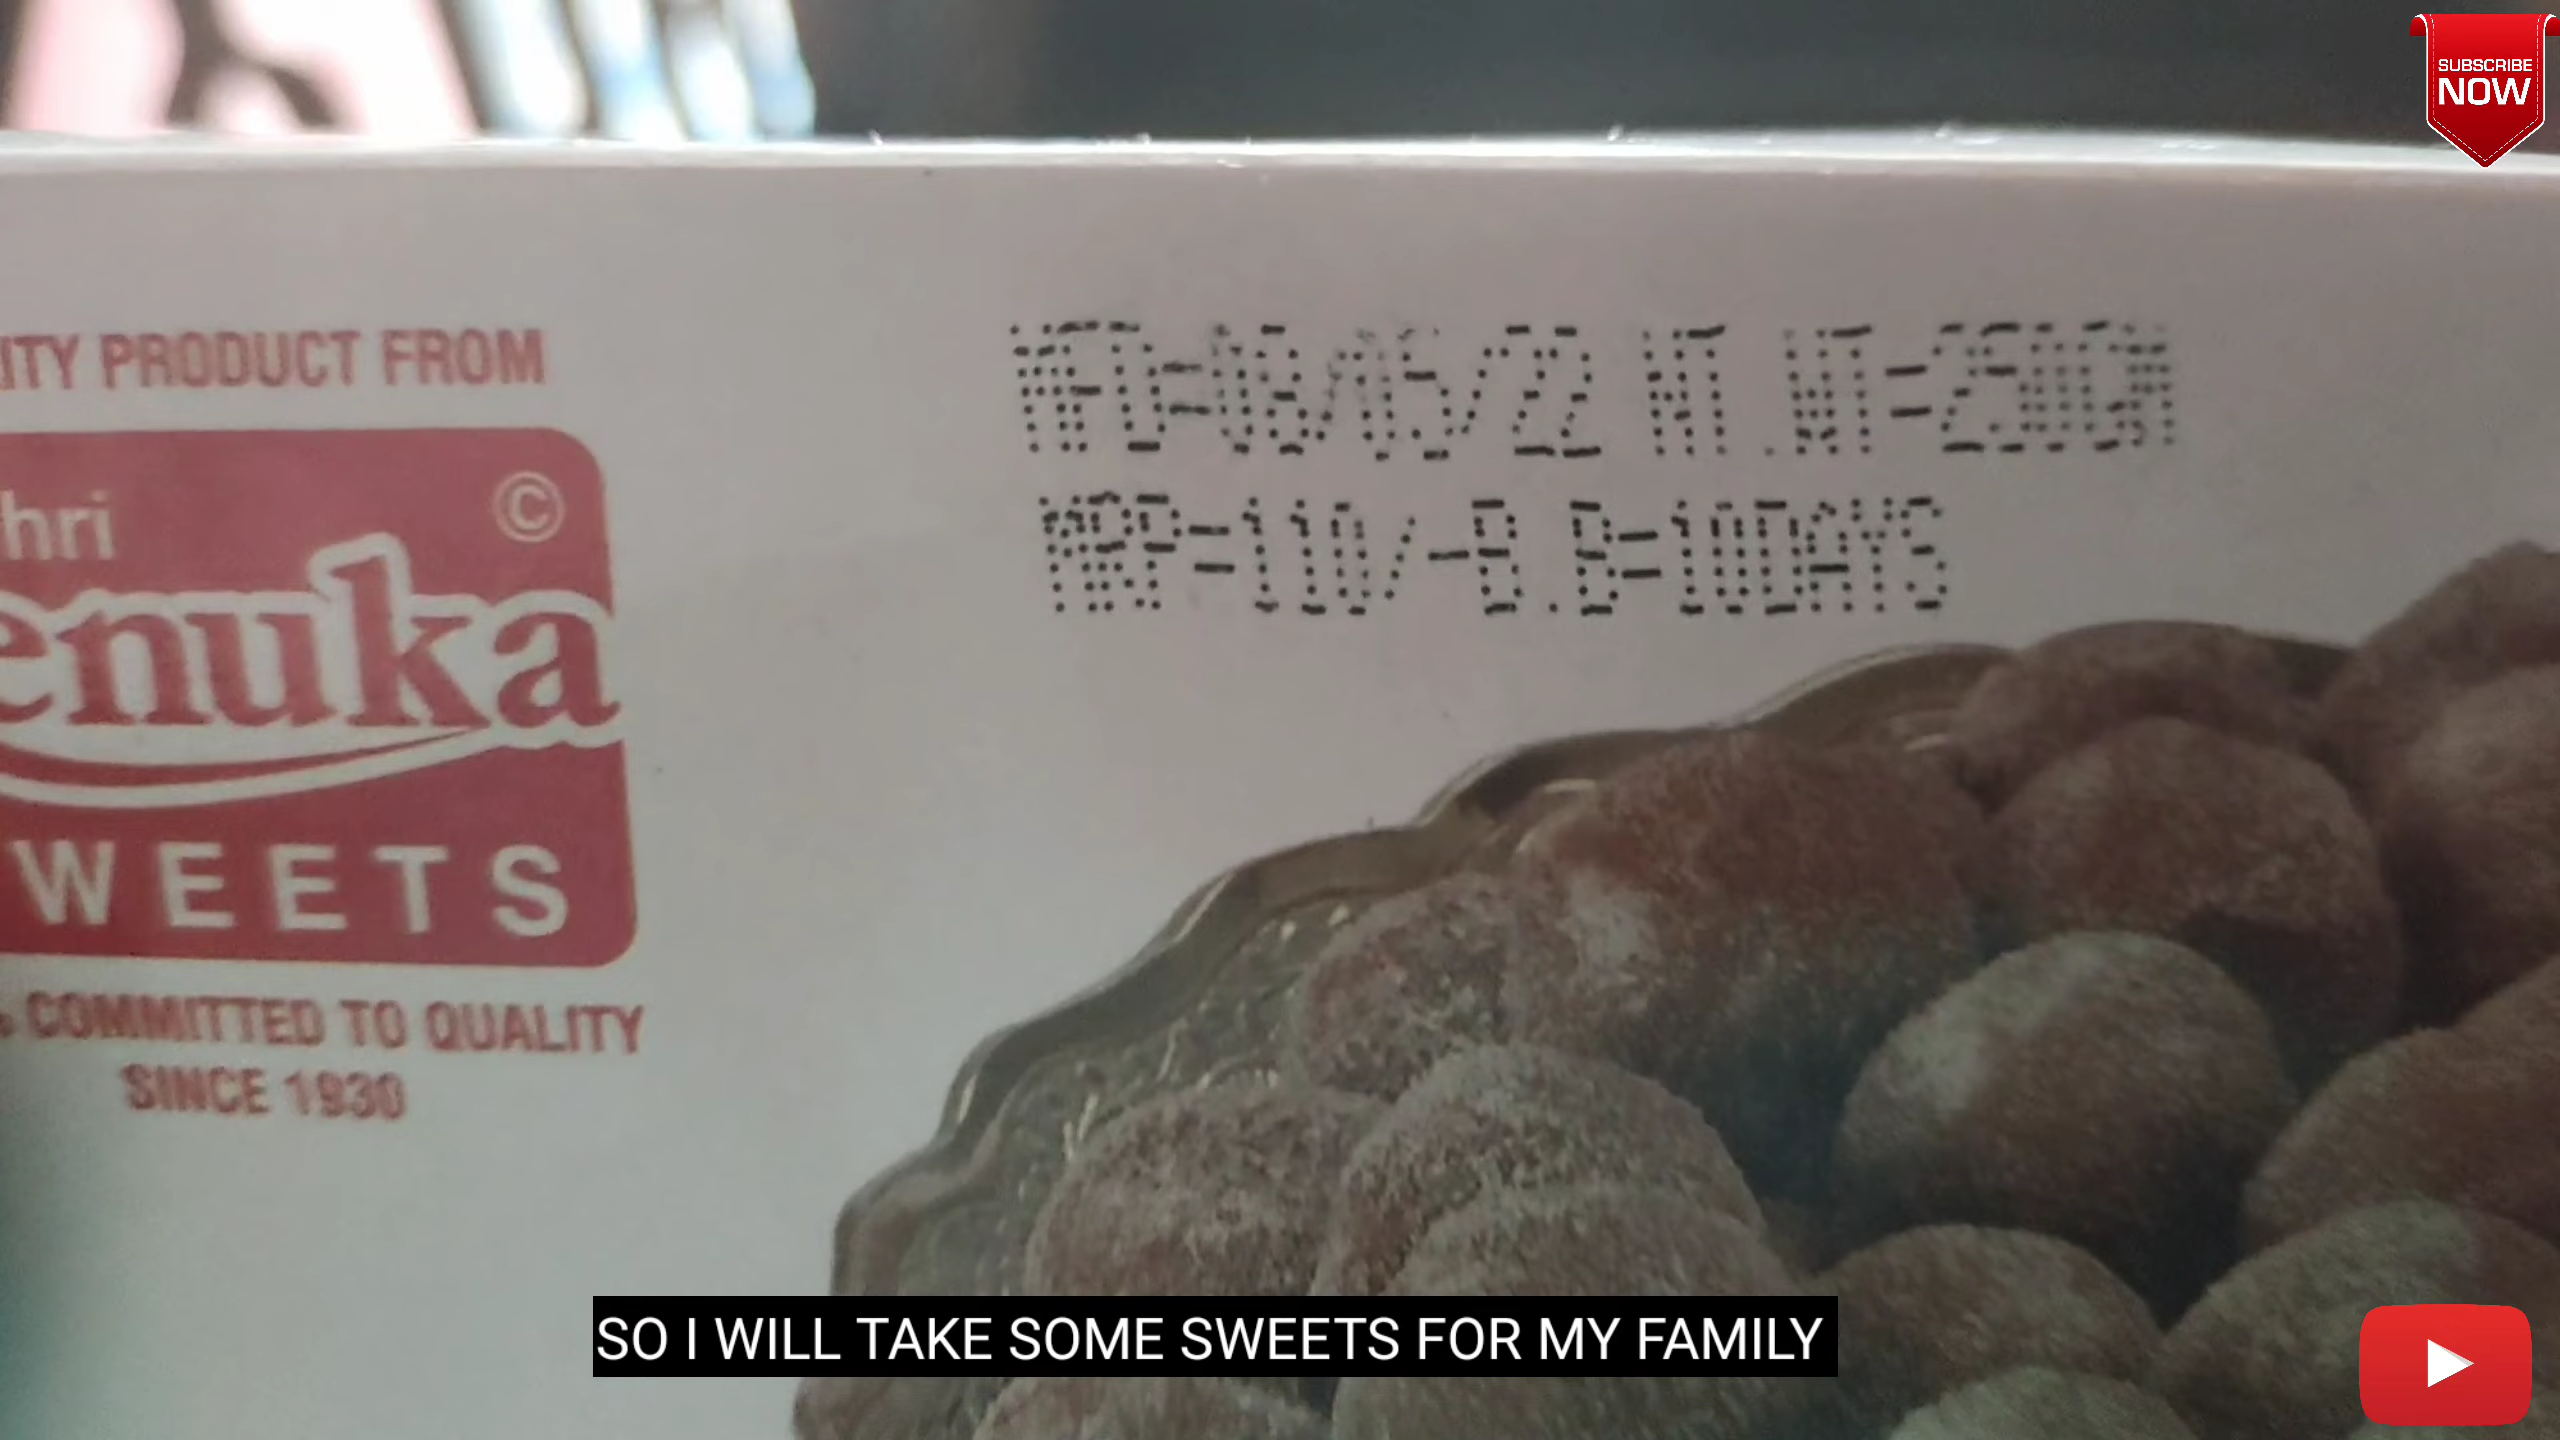 SUBSCRIBE
NOW
ITY PRODUCT FROM
hri ©
enuka
WEETS
COMMITTED TO QUALITY
SINCE 1930
MFD=18/05/22 NT.WT=250GM
MRP=110/-B.B=10DAYS
SO I WILL TAKE SOME SWEETS FOR MY FAMILY